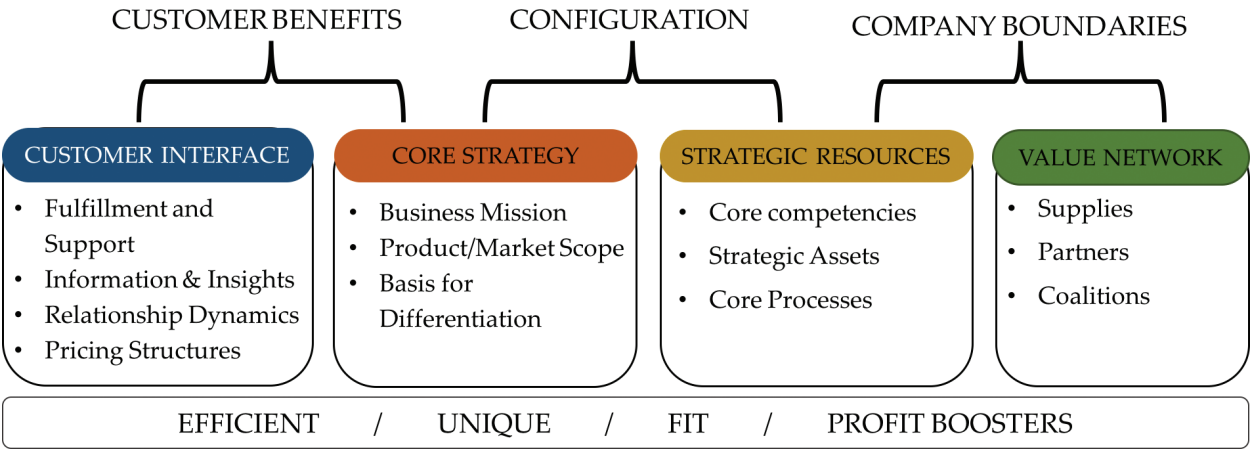 CUSTOMER BENEFITS
CONFIGURATION
COMPANY BOUNDARIES
CUSTOMER INTERFACE
• Fulfillment and
Support
• Information & Insights
• Relationship Dynamics
• Pricing Structures
CORE STRATEGY
• Business Mission
• Product/Market Scope
• Basis for
Differentiation
STRATEGIC RESOURCES
• Core competencies
• Strategic Assets
• Core Processes
VALUE NETWORK
• Supplies
• Partners
• Coalitions
EFFICIENT / UNIQUE / FIT / PROFIT BOOSTERS